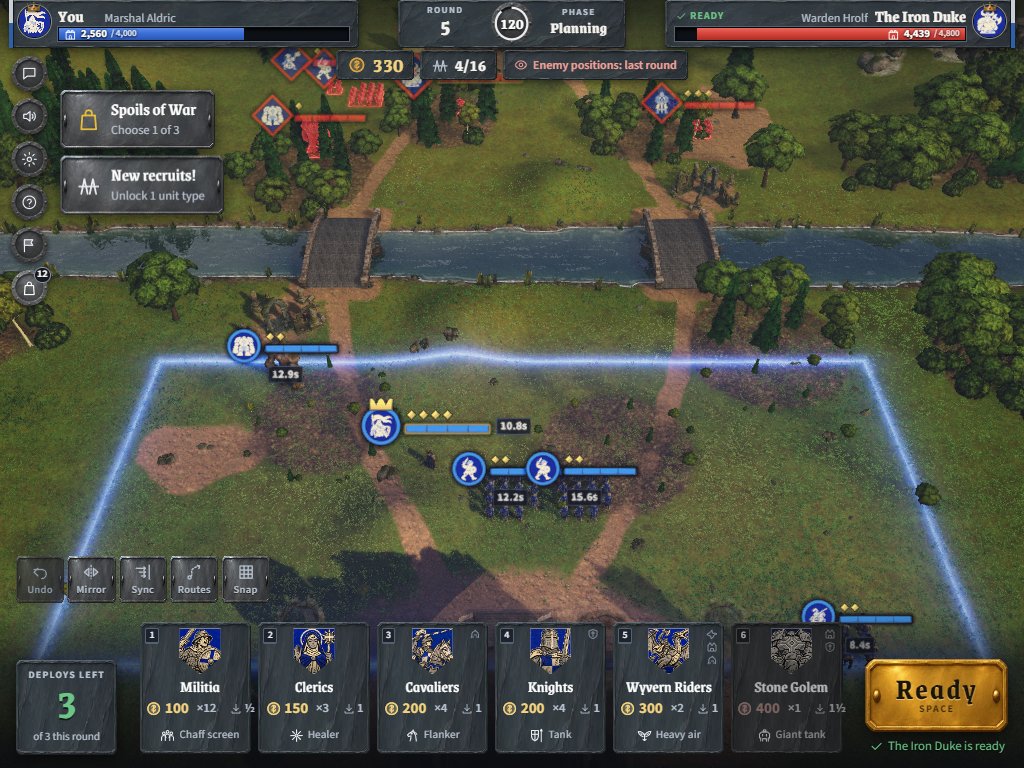 You Marshal Aldric
2,560 / 4,000
ROUND
5
120
PHASE
Planning
READY
Warden Hrolf The Iron Duke
4,439 / 4,800
330
4/16
Enemy positions: last round
Spoils of War
Choose 1 of 3
New recruits!
Unlock 1 unit type
12
12.9s
10.8s
12.2s
15.6s
8.4s
Undo
Mirror
Sync
Routes
Snap
DEPLOYS LEFT
3
of 3 this round
1
Militia
100 ×12 ½
Chaff screen
2
Clerics
150 ×3 1
Healer
3
Cavaliers
200 ×4 1
Flanker
4
Knights
200 ×4 1
Tank
5
Wyvern Riders
300 ×2 1
Heavy air
6
Stone Golem
400 ×1 1½
Giant tank
Ready
SPACE
The Iron Duke is ready